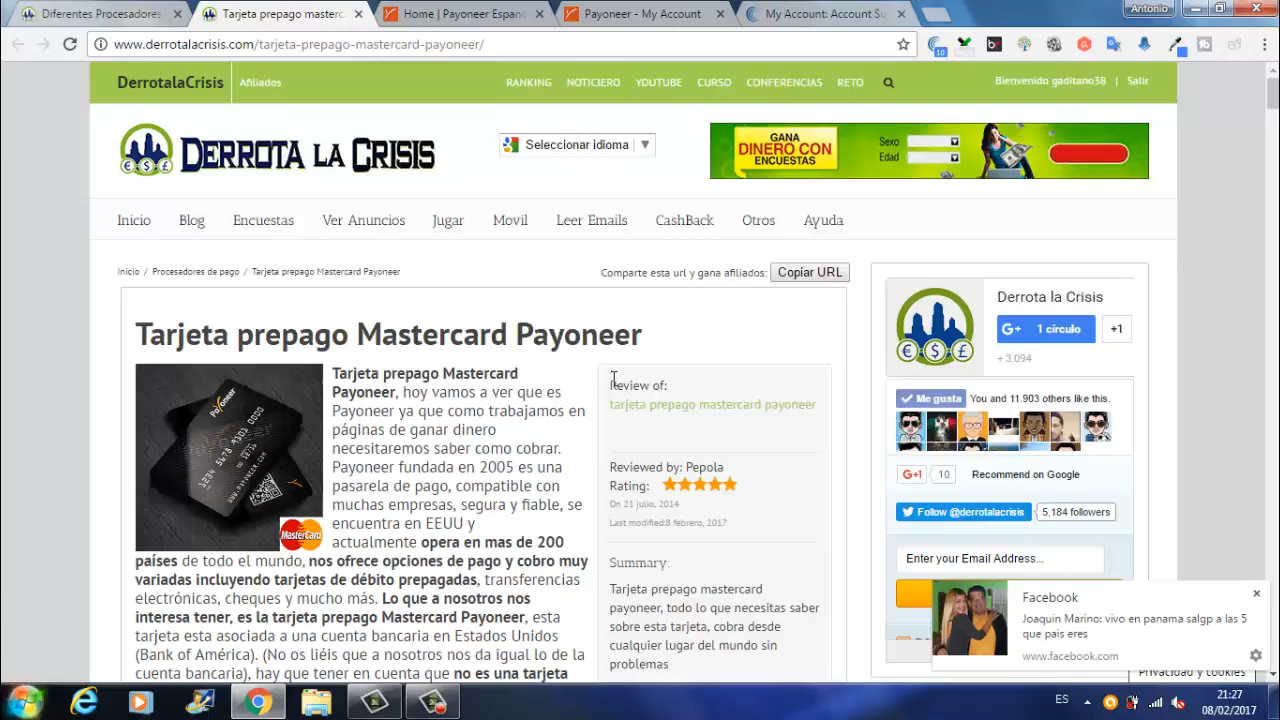 Diferentes Procesadores
Tarjeta prepago masterc
Home | Payoneer Espan
Payoneer - My Account
My Account: Account Su
Antonio
www.derrotalacrisis.com/tarjeta-prepago-mastercard-payoneer/
10
DerrotalaCrisis
Afiliados
RANKING
NOTICIERO
YOUTUBE
CURSO
CONFERENCIAS
RETO
Bienvenido gaditano38 | Salir
DERROTA LA CRISIS
Seleccionar idioma
GANA
DINERO CON
ENCUESTAS
Sexo
Edad
Inicio
Blog
Encuestas
Ver Anuncios
Jugar
Movil
Leer Emails
CashBack
Otros
Ayuda
Inicio / Procesadores de pago / Tarjeta prepago Mastercard Payoneer
Comparte esta url y gana afiliados:
Copiar URL
Tarjeta prepago Mastercard Payoneer
Payoneer
MasterCard
Tarjeta prepago Mastercard
Payoneer, hoy vamos a ver que es
Payoneer ya que como trabajamos en
páginas de ganar dinero
necesitaremos saber como cobrar.
Payoneer fundada en 2005 es una
pasarela de pago, compatible con
muchas empresas, segura y fiable, se
encuentra en EEUU y
actualmente opera en mas de 200
países de todo el mundo, nos ofrece opciones de pago y cobro muy
variadas incluyendo tarjetas de débito prepagadas, transferencias
electrónicas, cheques y mucho más. Lo que a nosotros nos
interesa tener, es la tarjeta prepago Mastercard Payoneer, esta
tarjeta esta asociada a una cuenta bancaria en Estados Unidos
(Bank of América). (No os liéis que a nosotros nos da igual lo de la
cuenta bancaria), hay que tener en cuenta que no es una tarjeta
Review of:
tarjeta prepago mastercard payoneer
Reviewed by: Pepola
Rating:
On 21 julio, 2014
Last modified:8 febrero, 2017
Summary:
Tarjeta prepago mastercard
payoneer, todo lo que necesitas saber
sobre esta tarjeta, cobra desde
cualquier lugar del mundo sin
problemas
Derrota la Crisis
G+ 1 círculo
+1
+ 3.094
Me gusta
You and 11.903 others like this.
G+1
10
Recommend on Google
Follow @derrotalacrisis
5,184 followers
Enter your Email Address...
Facebook
Joaquin Marino: vivo en panama salgp a las 5
que pais eres
www.facebook.com
Privacidad y cookies
ES
21:27
08/02/2017